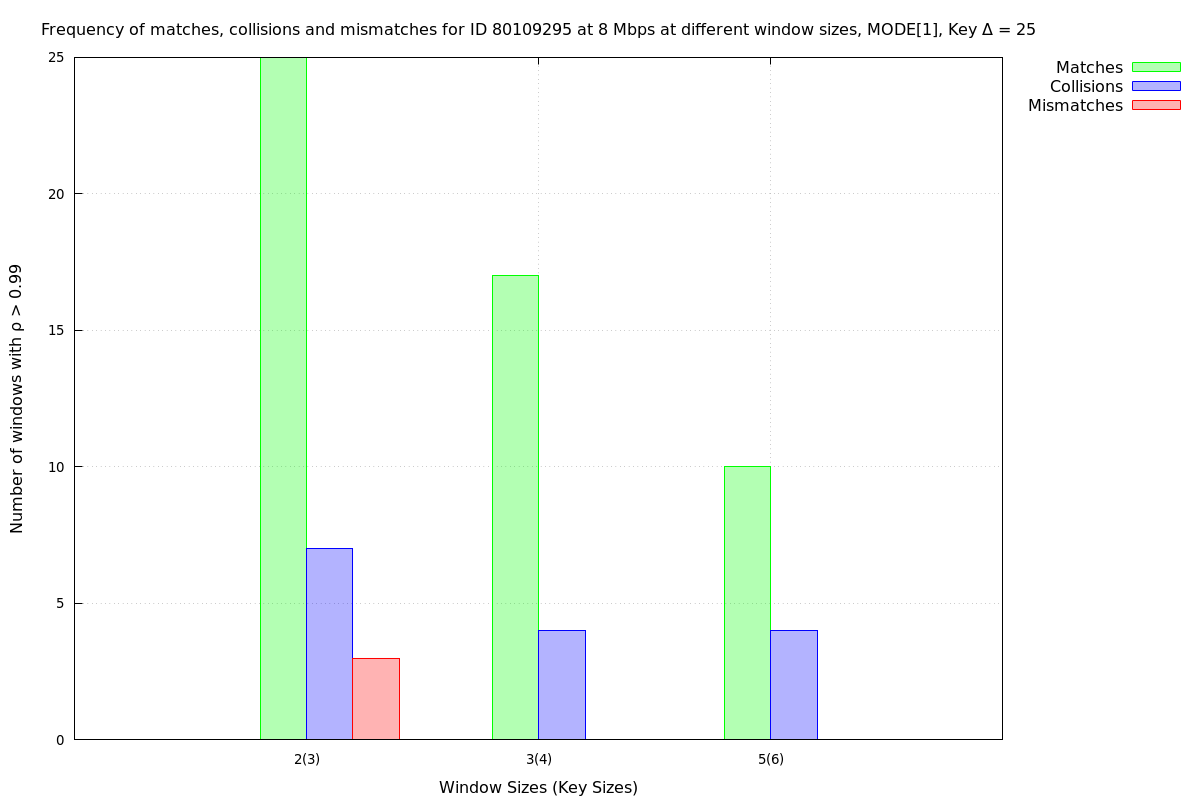 Frequency of matches, collisions and mismatches for ID 80109295 at 8 Mbps at different window sizes, MODE[1], Key Δ = 25
Matches
Collisions
Mismatches
Number of windows with ρ > 0.99
25
20
15
10
5
0
2(3)
3(4)
5(6)
Window Sizes (Key Sizes)